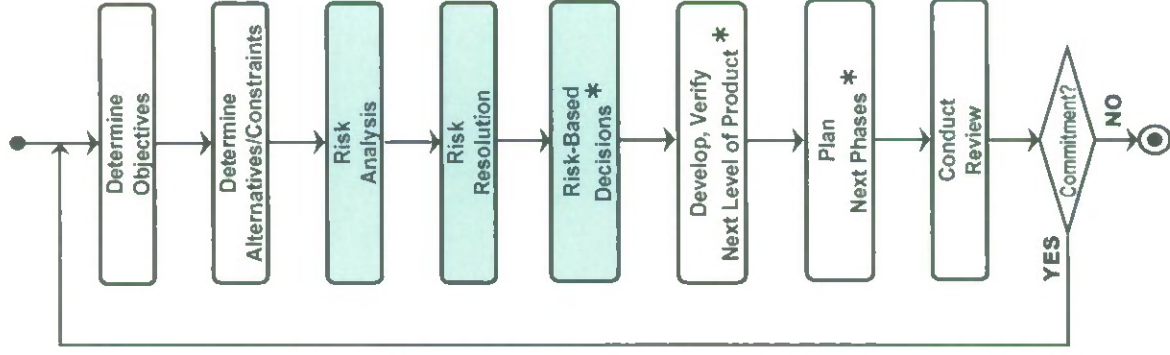 Determine
Objectives
Determine
Alternatives/Constraints
Risk
Analysis
Risk
Resolution
Risk-Based
Decisions *
Develop, Verify
Next Level of Product *
Plan
Next Phases *
Conduct
Review
Commitment?
YES
NO